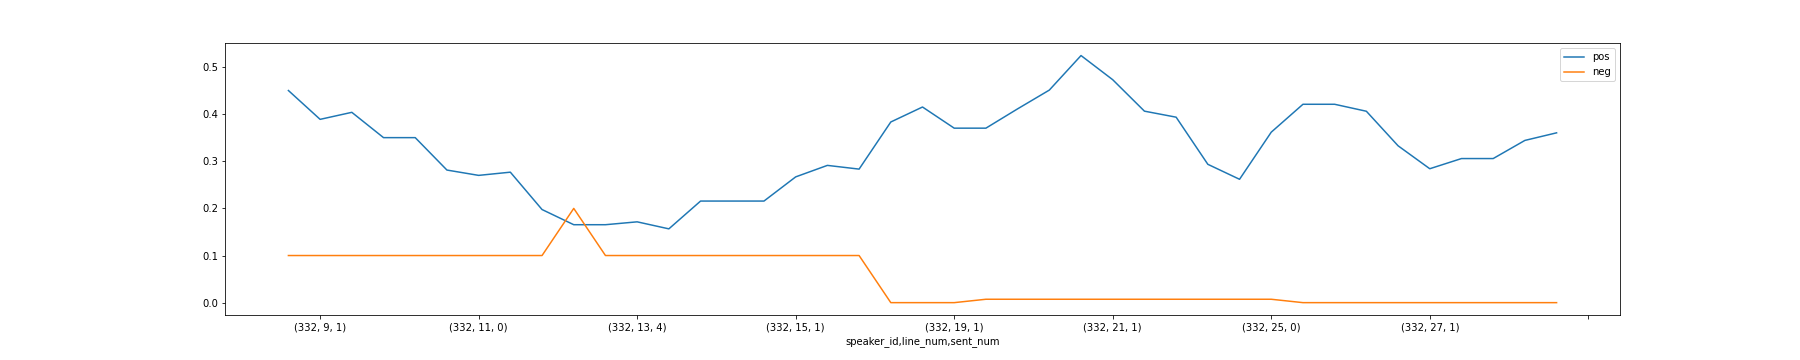 pos
neg
0.5
0.4
0.3
0.2
0.1
0.0
(332, 9, 1) (332, 11, 0) (332, 13, 4) (332, 15, 1) (332, 19, 1) (332, 21, 1) (332, 25, 0) (332, 27, 1)
speaker_id,line_num,sent_num